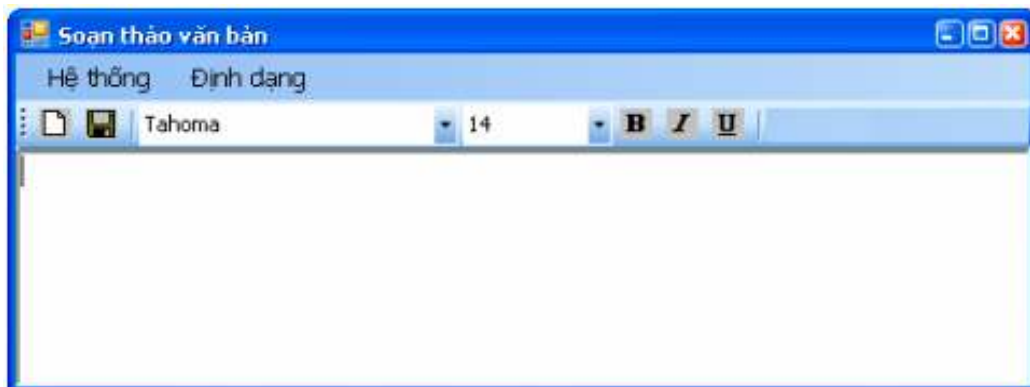 Soạn thảo văn bản
Hệ thống Định dạng
Tahoma 14 B I U